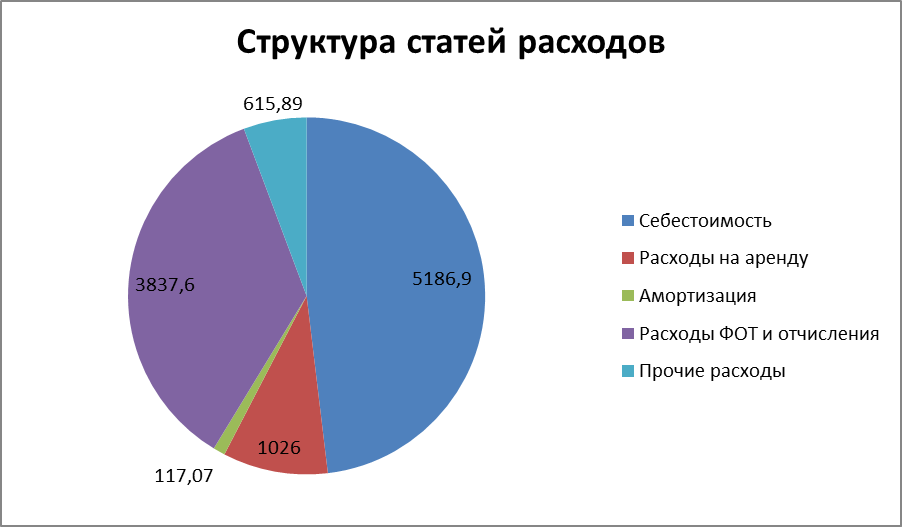 Структура статей расходов
615,89
5186,9
3837,6
1026
117,07
Себестоимость
Расходы на аренду
Амортизация
Расходы ФОТ и отчисления
Прочие расходы